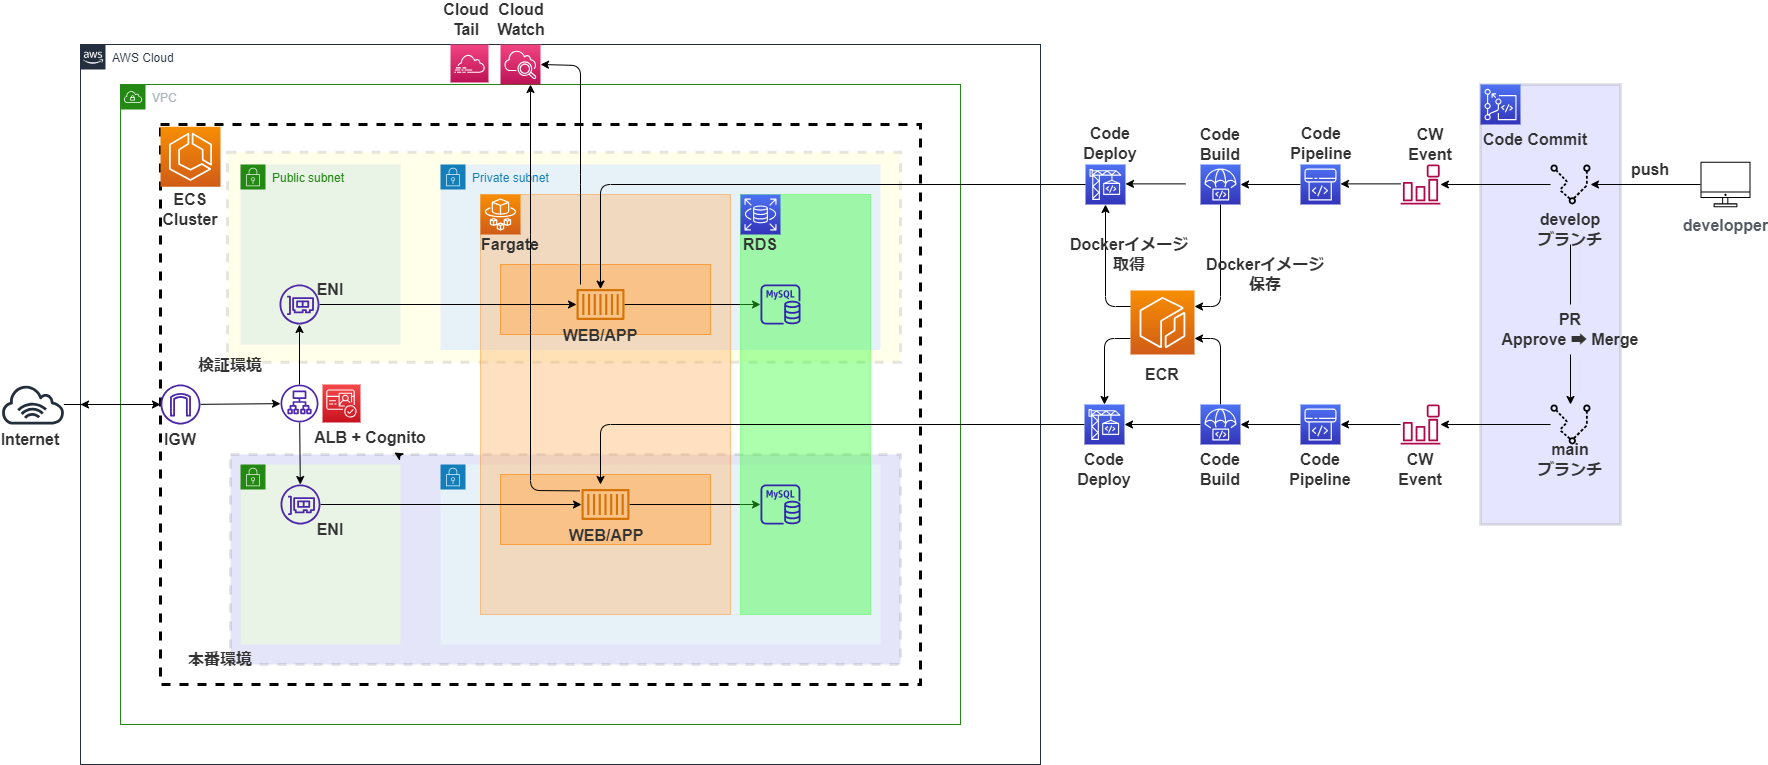 Cloud
Tail
Cloud
Watch
aws
AWS Cloud
VPC
ECS
Cluster
Public subnet
Private subnet
Fargate
RDS
ENI
WEB/APP
MySQL
検証環境
Internet
IGW
ALB + Cognito
ENI
WEB/APP
MySQL
本番環境
Code
Deploy
Code
Build
Code
Pipeline
CW
Event
Code Commit
push
developper
develop
ブランチ
Dockerイメージ
取得
Dockerイメージ
保存
ECR
PR
Approve ➡ Merge
main
ブランチ
Code
Deploy
Code
Build
Code
Pipeline
CW
Event